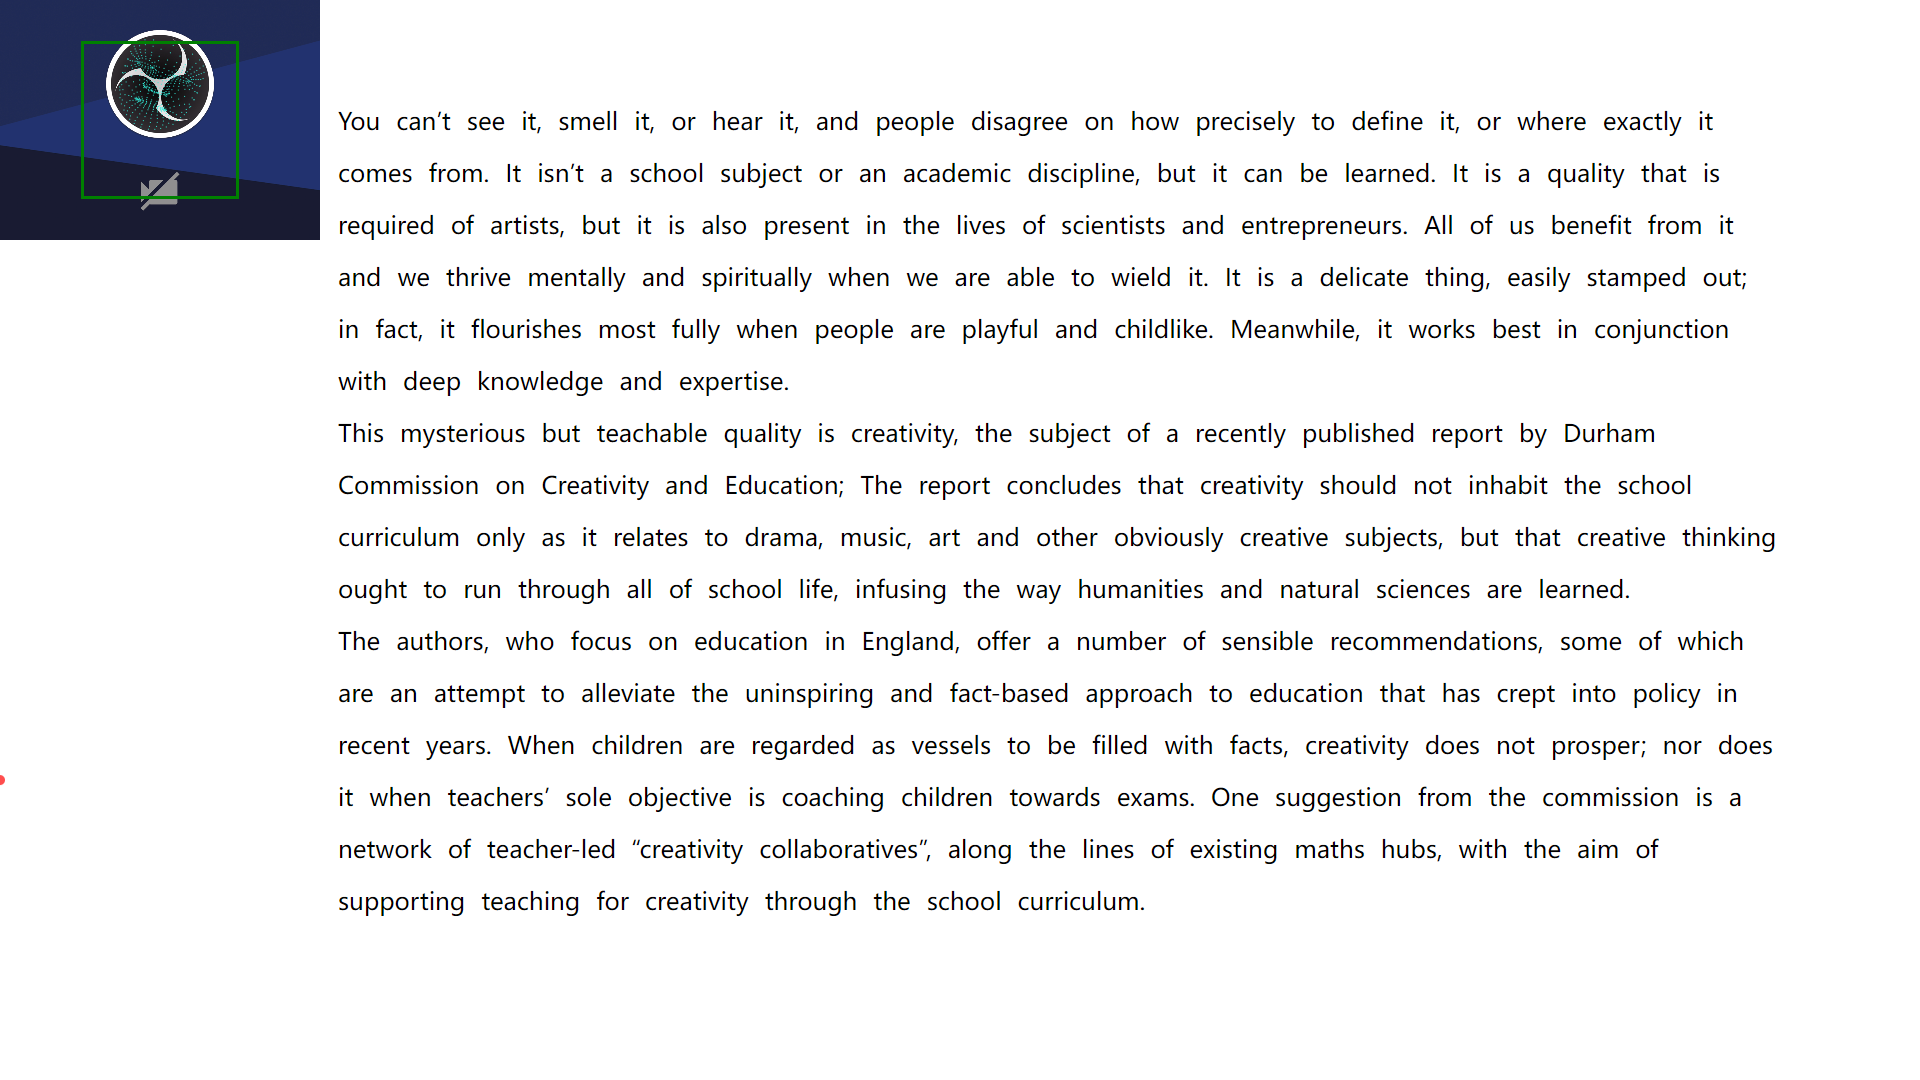 You can’t see it, smell it, or hear it, and people disagree on how precisely to define it, or where exactly it
comes from. It isn’t a school subject or an academic discipline, but it can be learned. It is a quality that is
required of artists, but it is also present in the lives of scientists and entrepreneurs. All of us benefit from it
and we thrive mentally and spiritually when we are able to wield it. It is a delicate thing, easily stamped out;
in fact, it flourishes most fully when people are playful and childlike. Meanwhile, it works best in conjunction
with deep knowledge and expertise.
This mysterious but teachable quality is creativity, the subject of a recently published report by Durham
Commission on Creativity and Education; The report concludes that creativity should not inhabit the school
curriculum only as it relates to drama, music, art and other obviously creative subjects, but that creative thinking
ought to run through all of school life, infusing the way humanities and natural sciences are learned.
The authors, who focus on education in England, offer a number of sensible recommendations, some of which
are an attempt to alleviate the uninspiring and fact-based approach to education that has crept into policy in
recent years. When children are regarded as vessels to be filled with facts, creativity does not prosper; nor does
it when teachers’ sole objective is coaching children towards exams. One suggestion from the commission is a
network of teacher-led “creativity collaboratives”, along the lines of existing maths hubs, with the aim of
supporting teaching for creativity through the school curriculum.